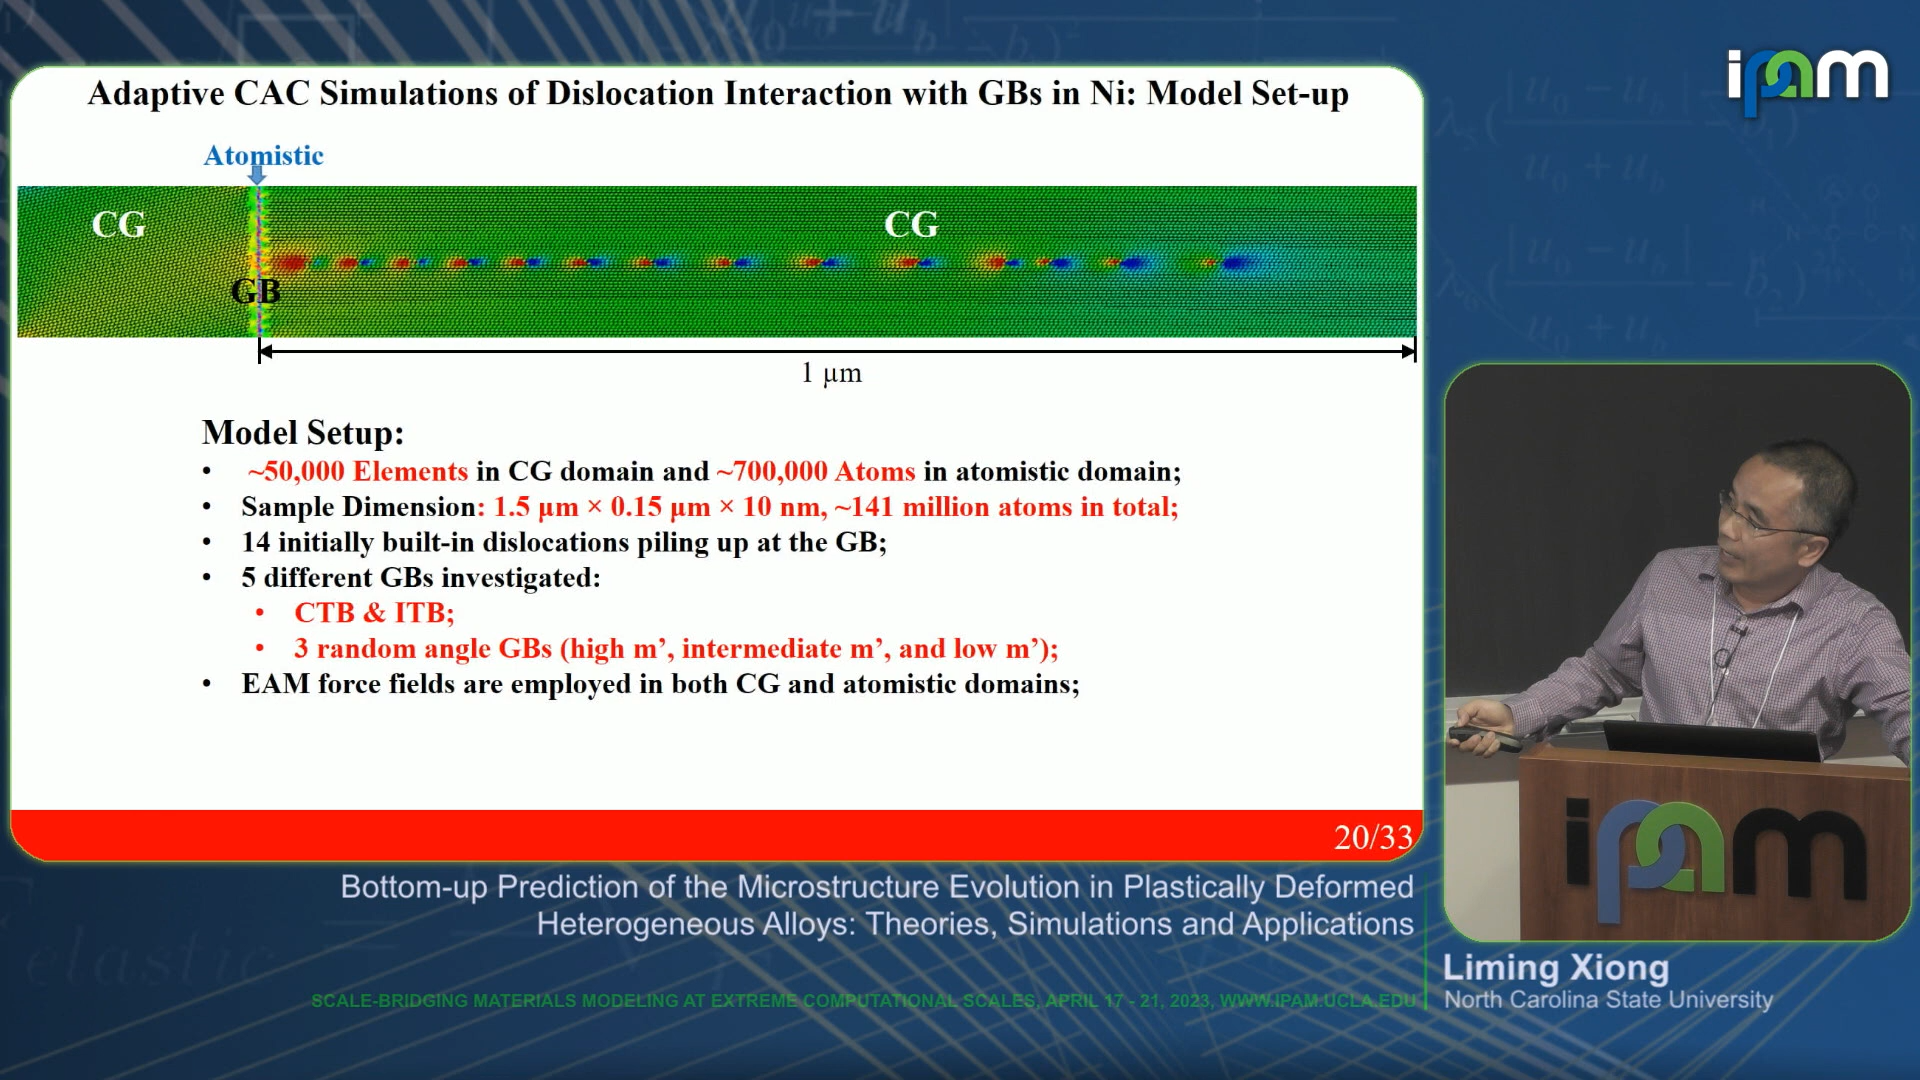 Adaptive CAC Simulations of Dislocation Interaction with GBs in Ni: Model Set-up
ipam
Atomistic
CG
CG
GB
1 μm
Model Setup:
• ~50,000 Elements in CG domain and ~700,000 Atoms in atomistic domain;
• Sample Dimension: 1.5 μm × 0.15 μm × 10 nm, ~141 million atoms in total;
• 14 initially built-in dislocations piling up at the GB;
• 5 different GBs investigated:
• CTB & ITB;
• 3 random angle GBs (high m’, intermediate m’, and low m’);
• EAM force fields are employed in both CG and atomistic domains;
20/33
ipam
Bottom-up Prediction of the Microstructure Evolution in Plastically Deformed
Heterogeneous Alloys: Theories, Simulations and Applications
elastic
Liming Xiong
North Carolina State University
SCALE-BRIDGING MATERIALS MODELING AT EXTREME COMPUTATIONAL SCALES, APRIL 17 - 21, 2023, WWW.IPAM.UCLA.EDU